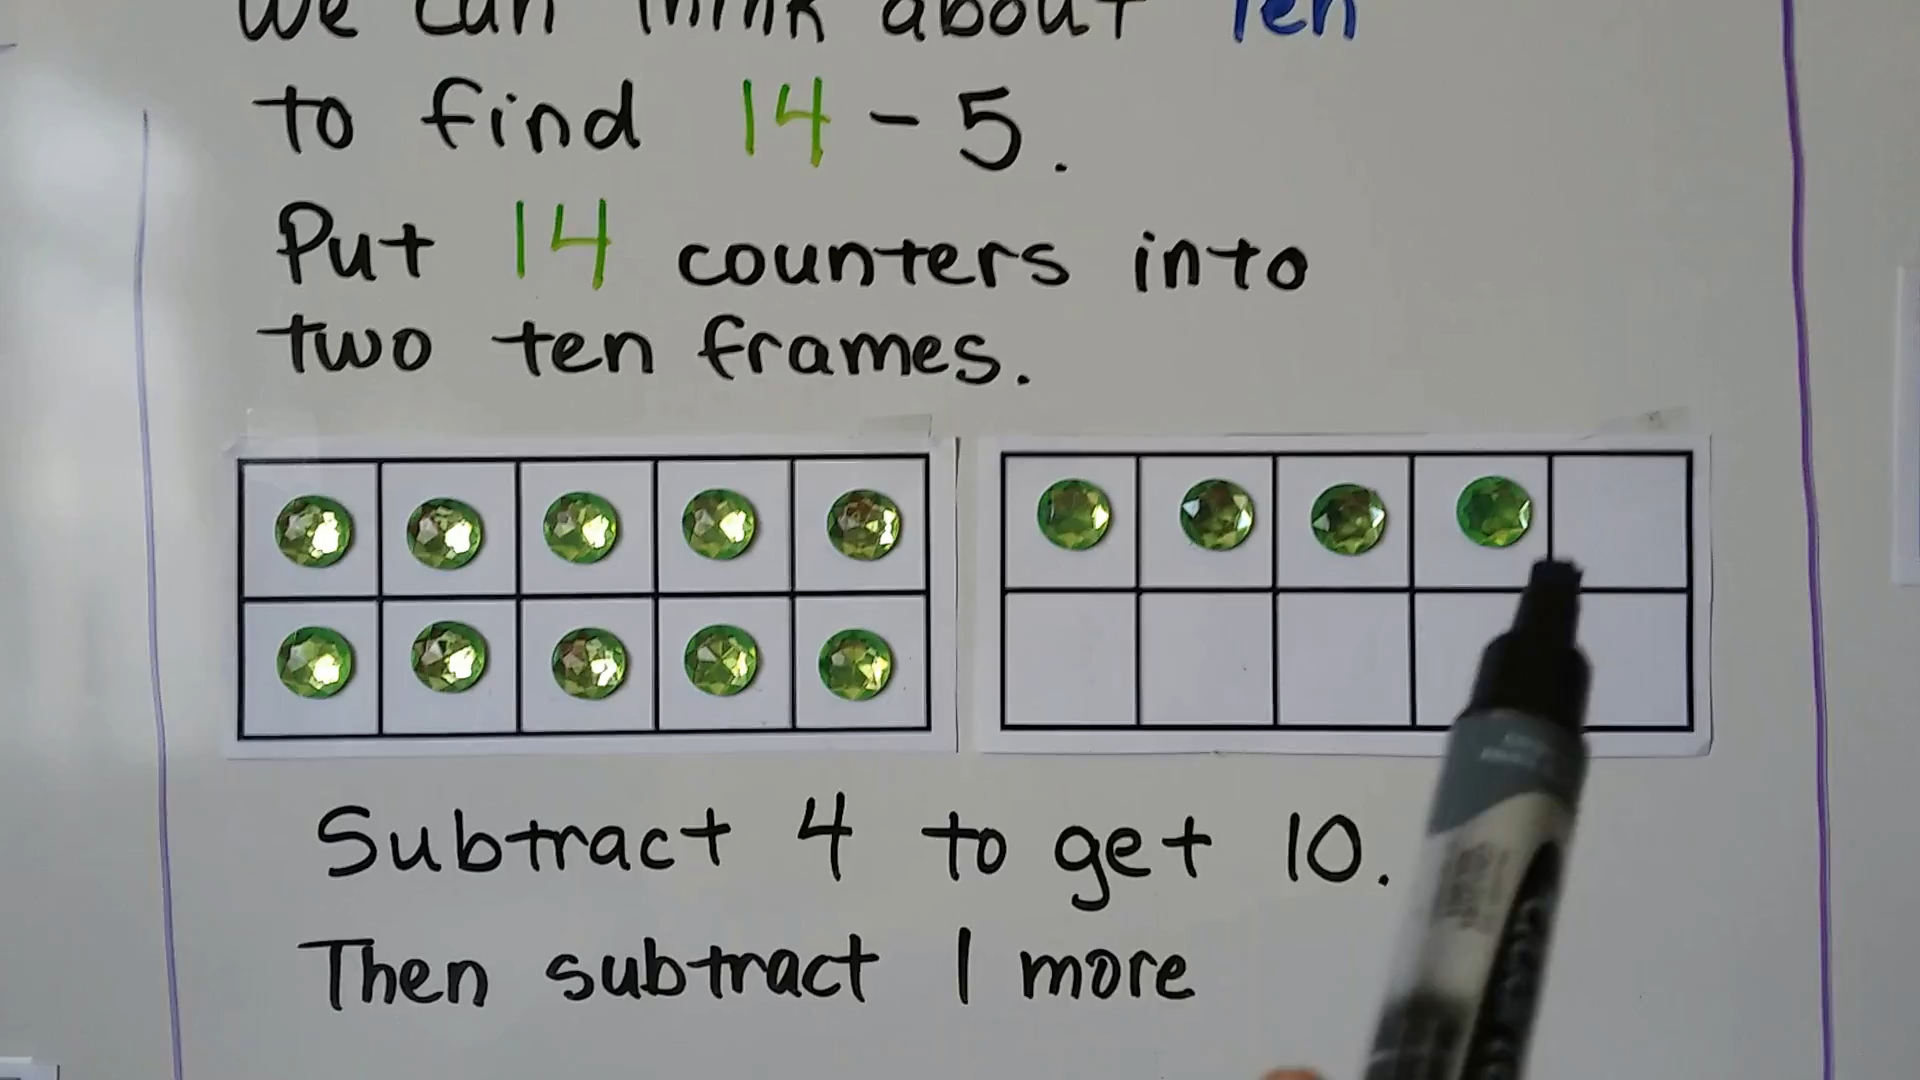 We can think about Ten
to find 14 - 5.
Put 14 counters into
two ten frames.
Subtract 4 to get 10.
Then subtract 1 more